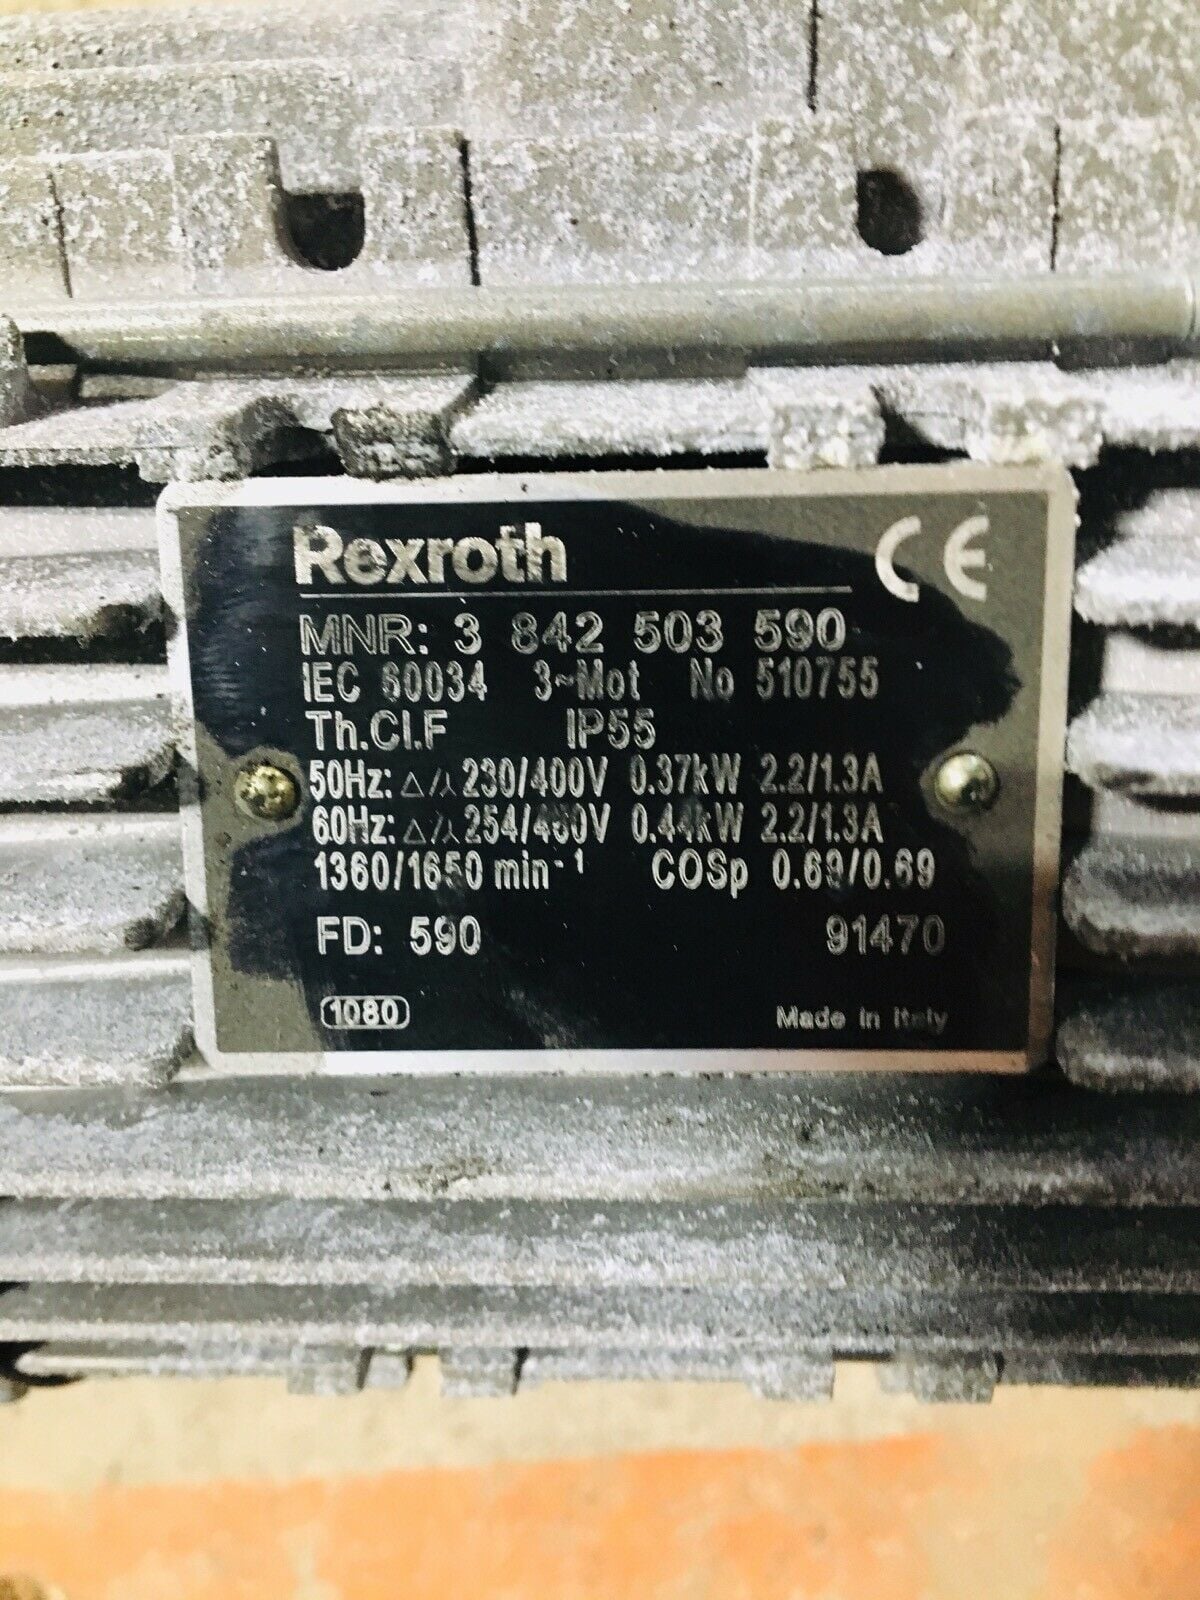 Rexroth
CE
MNR: 3 842 503 590
IEC 60034 3~Mot No 510755
Th.Cl.F IP55
50Hz: △/⅄ 230/400V 0.37kW 2.2/1.3A
60Hz: △/⅄ 254/460V 0.44kW 2.2/1.3A
1360/1650 min⁻¹ COSp 0.69/0.69
FD: 590 91470
1080 Made in Italy